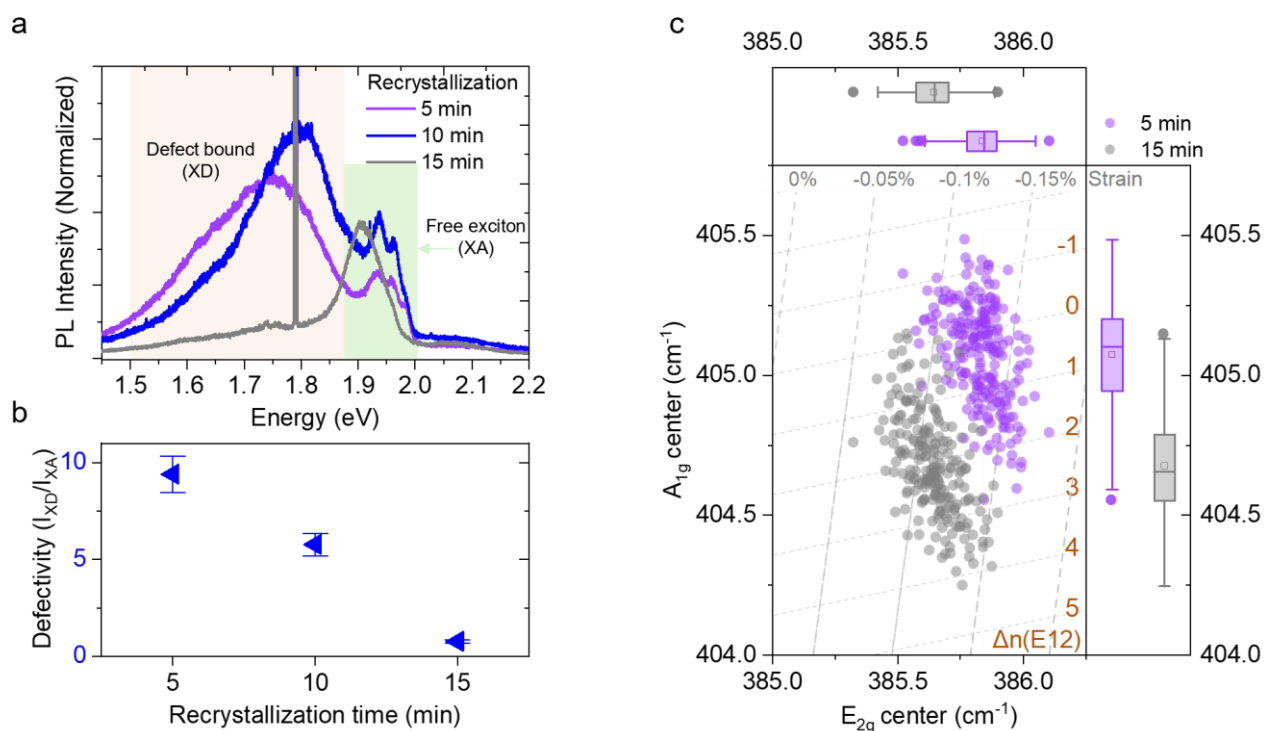 a
PL Intensity (Normalized)
Recrystallization
5 min
10 min
15 min
Defect bound
(XD)
Free exciton
(XA)
1.5 1.6 1.7 1.8 1.9 2.0 2.1 2.2
Energy (eV)
b
Defectivity (I_XD/I_XA)
10
5
0
5 10 15
Recrystallization time (min)
c
385.0 385.5 386.0
5 min
15 min
0% -0.05% -0.1% -0.15% Strain
A_1g center (cm⁻¹)
405.5
405.0
404.5
404.0
-1
0
1
2
3
4
5
Δn(E12)
405.5
405.0
404.5
404.0
385.0 385.5 386.0
E_2g center (cm⁻¹)